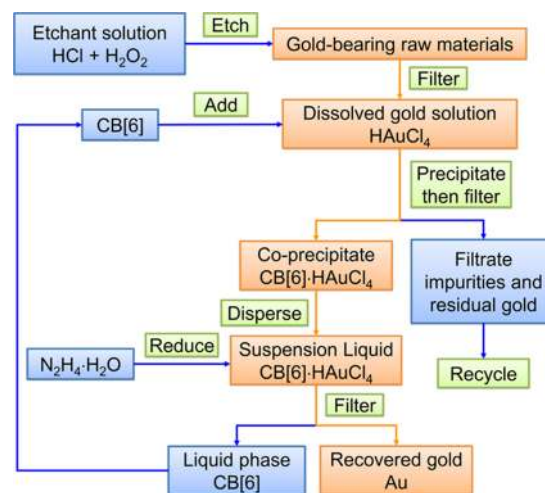 Etchant solution
HCl + H₂O₂
Etch
Gold-bearing raw materials
Filter
CB[6]
Add
Dissolved gold solution
HAuCl₄
Precipitate
then filter
Co-precipitate
CB[6]·HAuCl₄
Filtrate
impurities and
residual gold
Disperse
N₂H₄·H₂O
Reduce
Suspension Liquid
CB[6]·HAuCl₄
Recycle
Filter
Liquid phase
CB[6]
Recovered gold
Au